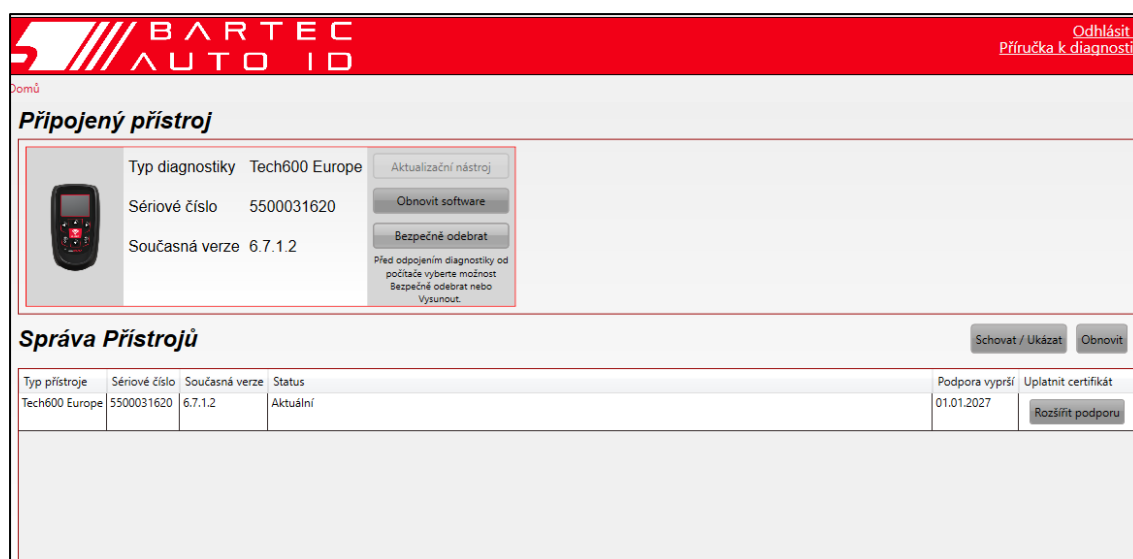 BARTEC
AUTO ID
Odhlásit
Příručka k diagnosti
Domů
Připojený přístroj
Typ diagnostiky Tech600 Europe
Sériové číslo 5500031620
Současná verze 6.7.1.2
Aktualizační nástroj
Obnovit software
Bezpečně odebrat
Před odpojením diagnostiky od
počítače vyberte možnost
Bezpečně odebrat nebo
Vysunout.
Správa Přístrojů
Schovat / Ukázat Obnovit
Typ přístroje Sériové číslo Současná verze Status Podpora vyprší Uplatnit certifikát
Tech600 Europe 5500031620 6.7.1.2 Aktuální 01.01.2027 Rozšířit podporu